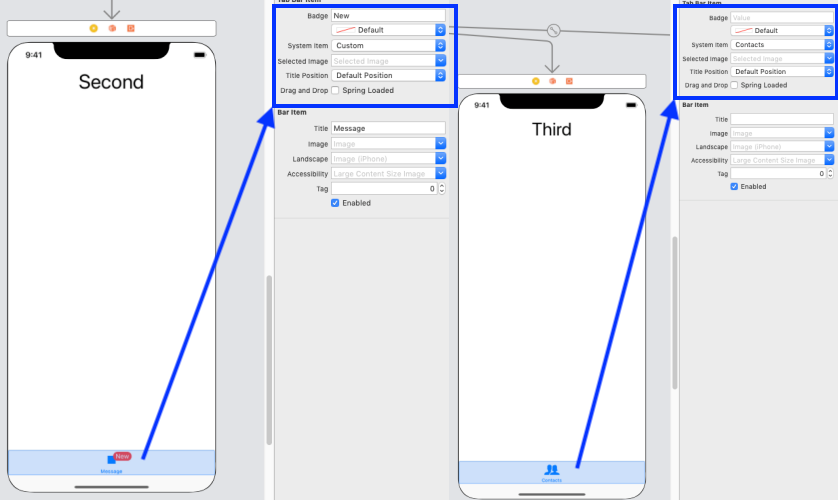 9:41
Second
New
Message
Tab Bar Item
Badge New
Default
System Item Custom
Selected Image Selected Image
Title Position Default Position
Drag and Drop Spring Loaded
Bar Item
Title Message
Image Image
Landscape Image (iPhone)
Accessibility Large Content Size Image
Tag 0
Enabled
9:41
Third
Contacts
Tab Bar Item
Badge Value
Default
System Item Contacts
Selected Image Selected Image
Title Position Default Position
Drag and Drop Spring Loaded
Bar Item
Title
Image Image
Landscape Image (iPhone)
Accessibility Large Content Size Image
Tag 0
Enabled